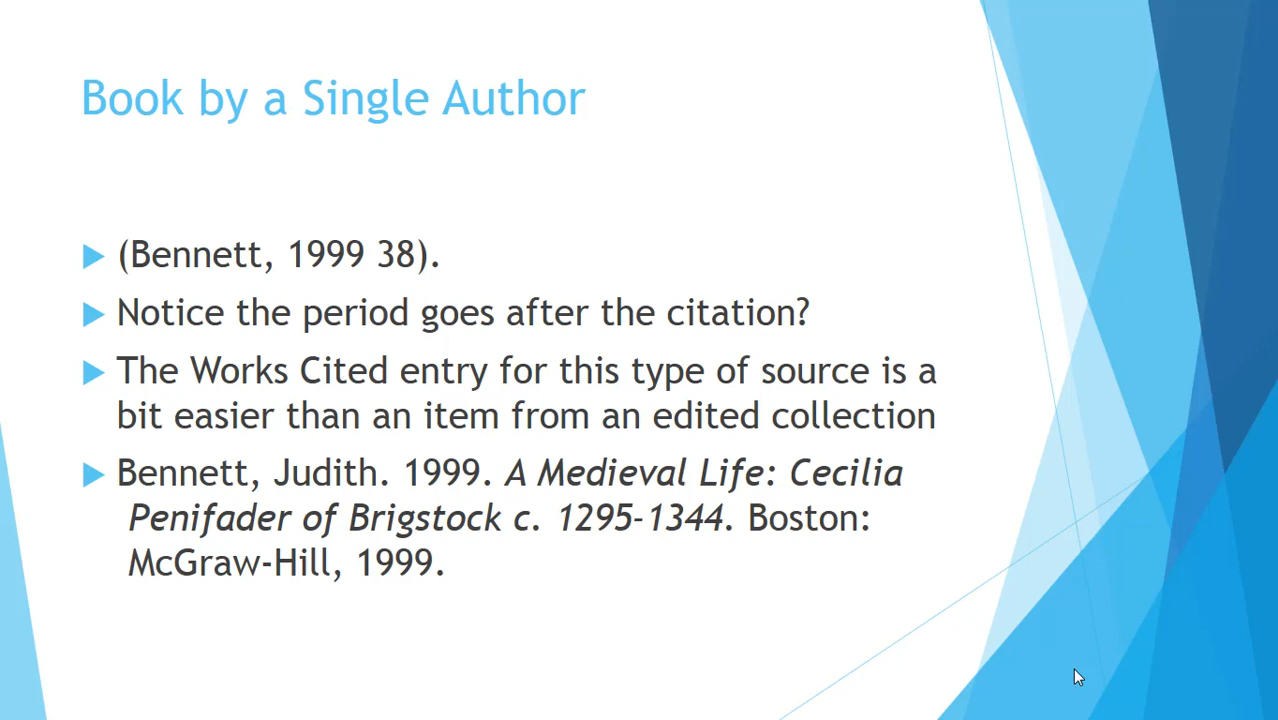 Book by a Single Author
(Bennett, 1999 38).
Notice the period goes after the citation?
The Works Cited entry for this type of source is a
bit easier than an item from an edited collection
Bennett, Judith. 1999. A Medieval Life: Cecilia
Penifader of Brigstock c. 1295-1344. Boston:
McGraw-Hill, 1999.